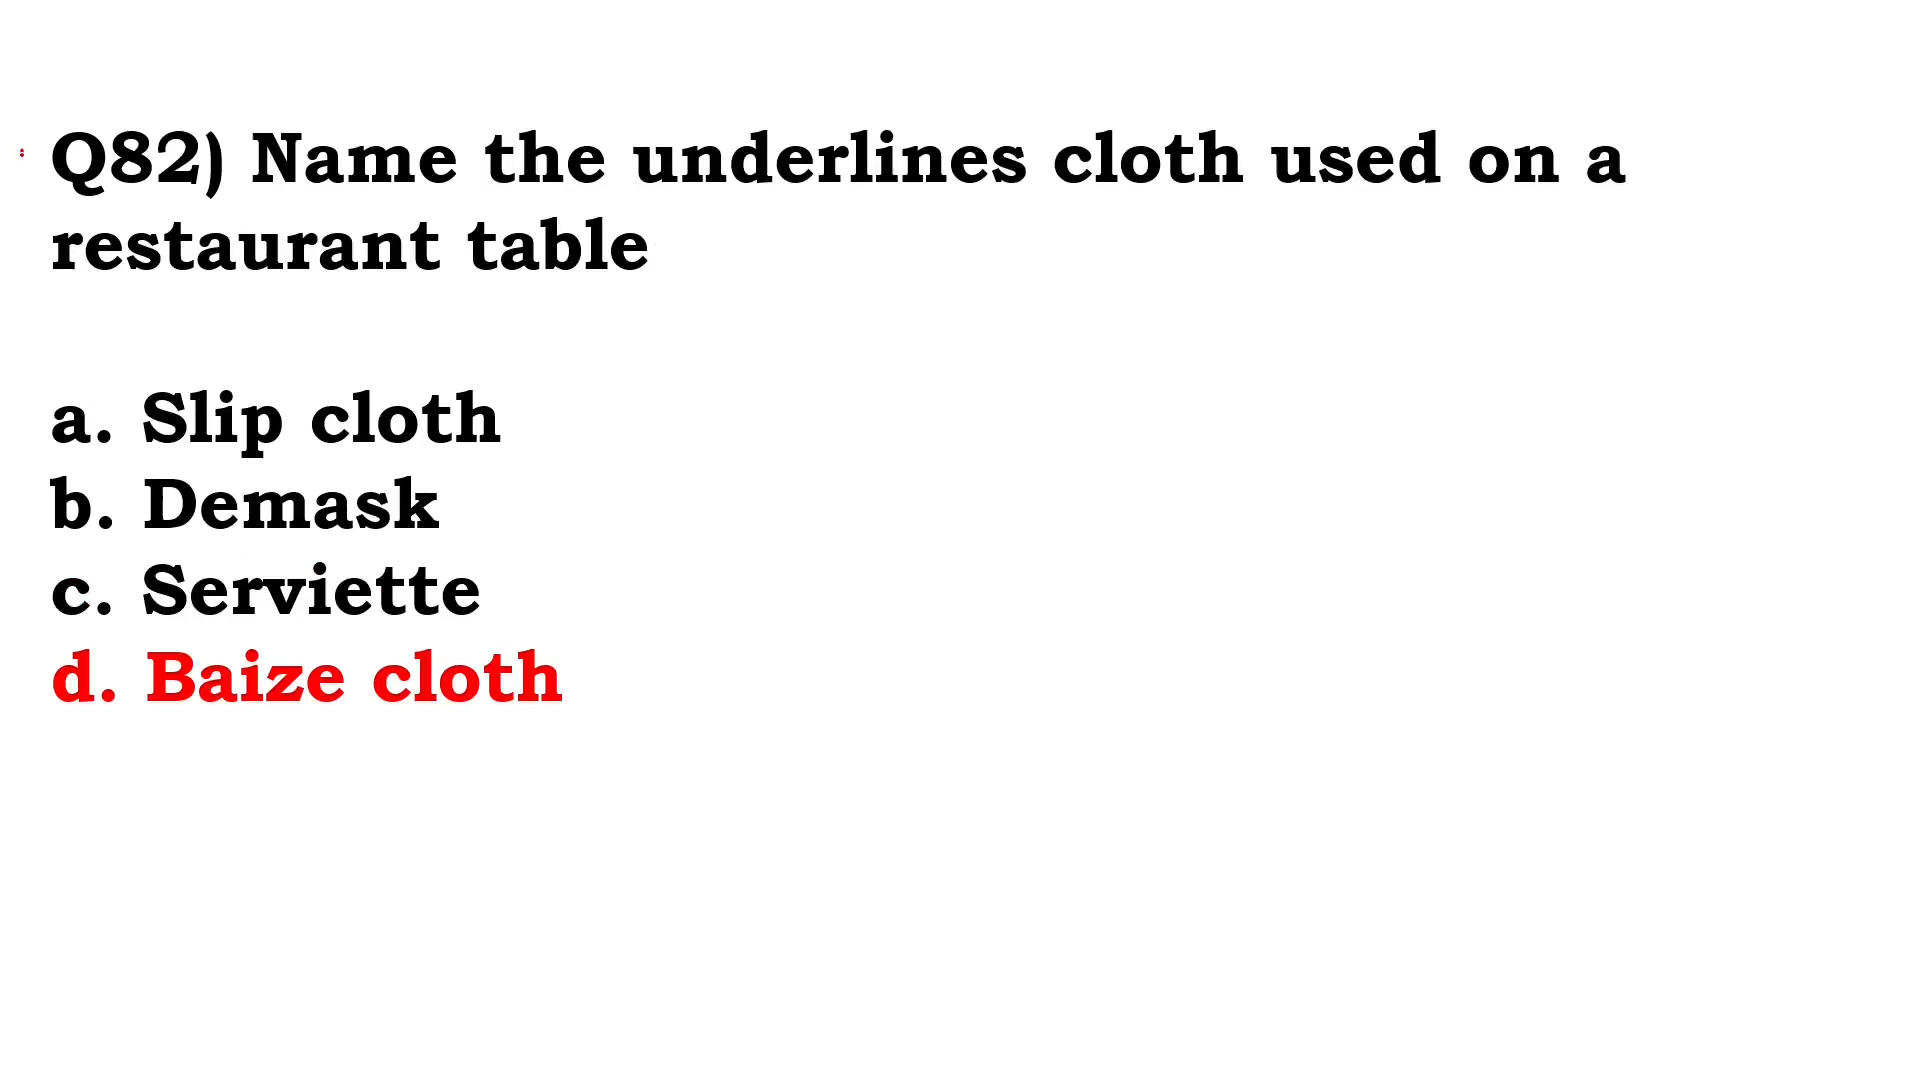 Q82) Name the underlines cloth used on a
restaurant table
a. Slip cloth
b. Demask
c. Serviette
d. Baize cloth